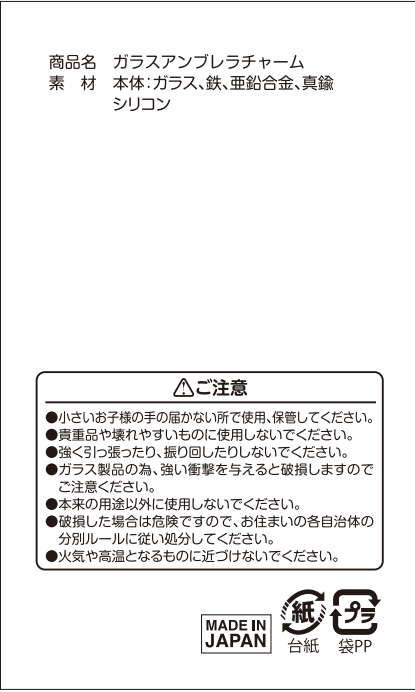 商品名 ガラスアンブレラチャーム
素 材 本体：ガラス、鉄、亜鉛合金、真鍮
シリコン
⚠ご注意
●小さいお子様の手の届かない所で使用、保管してください。
●貴重品や壊れやすいものに使用しないでください。
●強く引っ張ったり、振り回したりしないでください。
●ガラス製品の為、強い衝撃を与えると破損しますので
ご注意ください。
●本来の用途以外に使用しないでください。
●破損した場合は危険ですので、お住まいの各自治体の
分別ルールに従い処分してください。
●火気や高温となるものに近づけないでください。
MADE IN
JAPAN
紙
台紙
プラ
袋PP